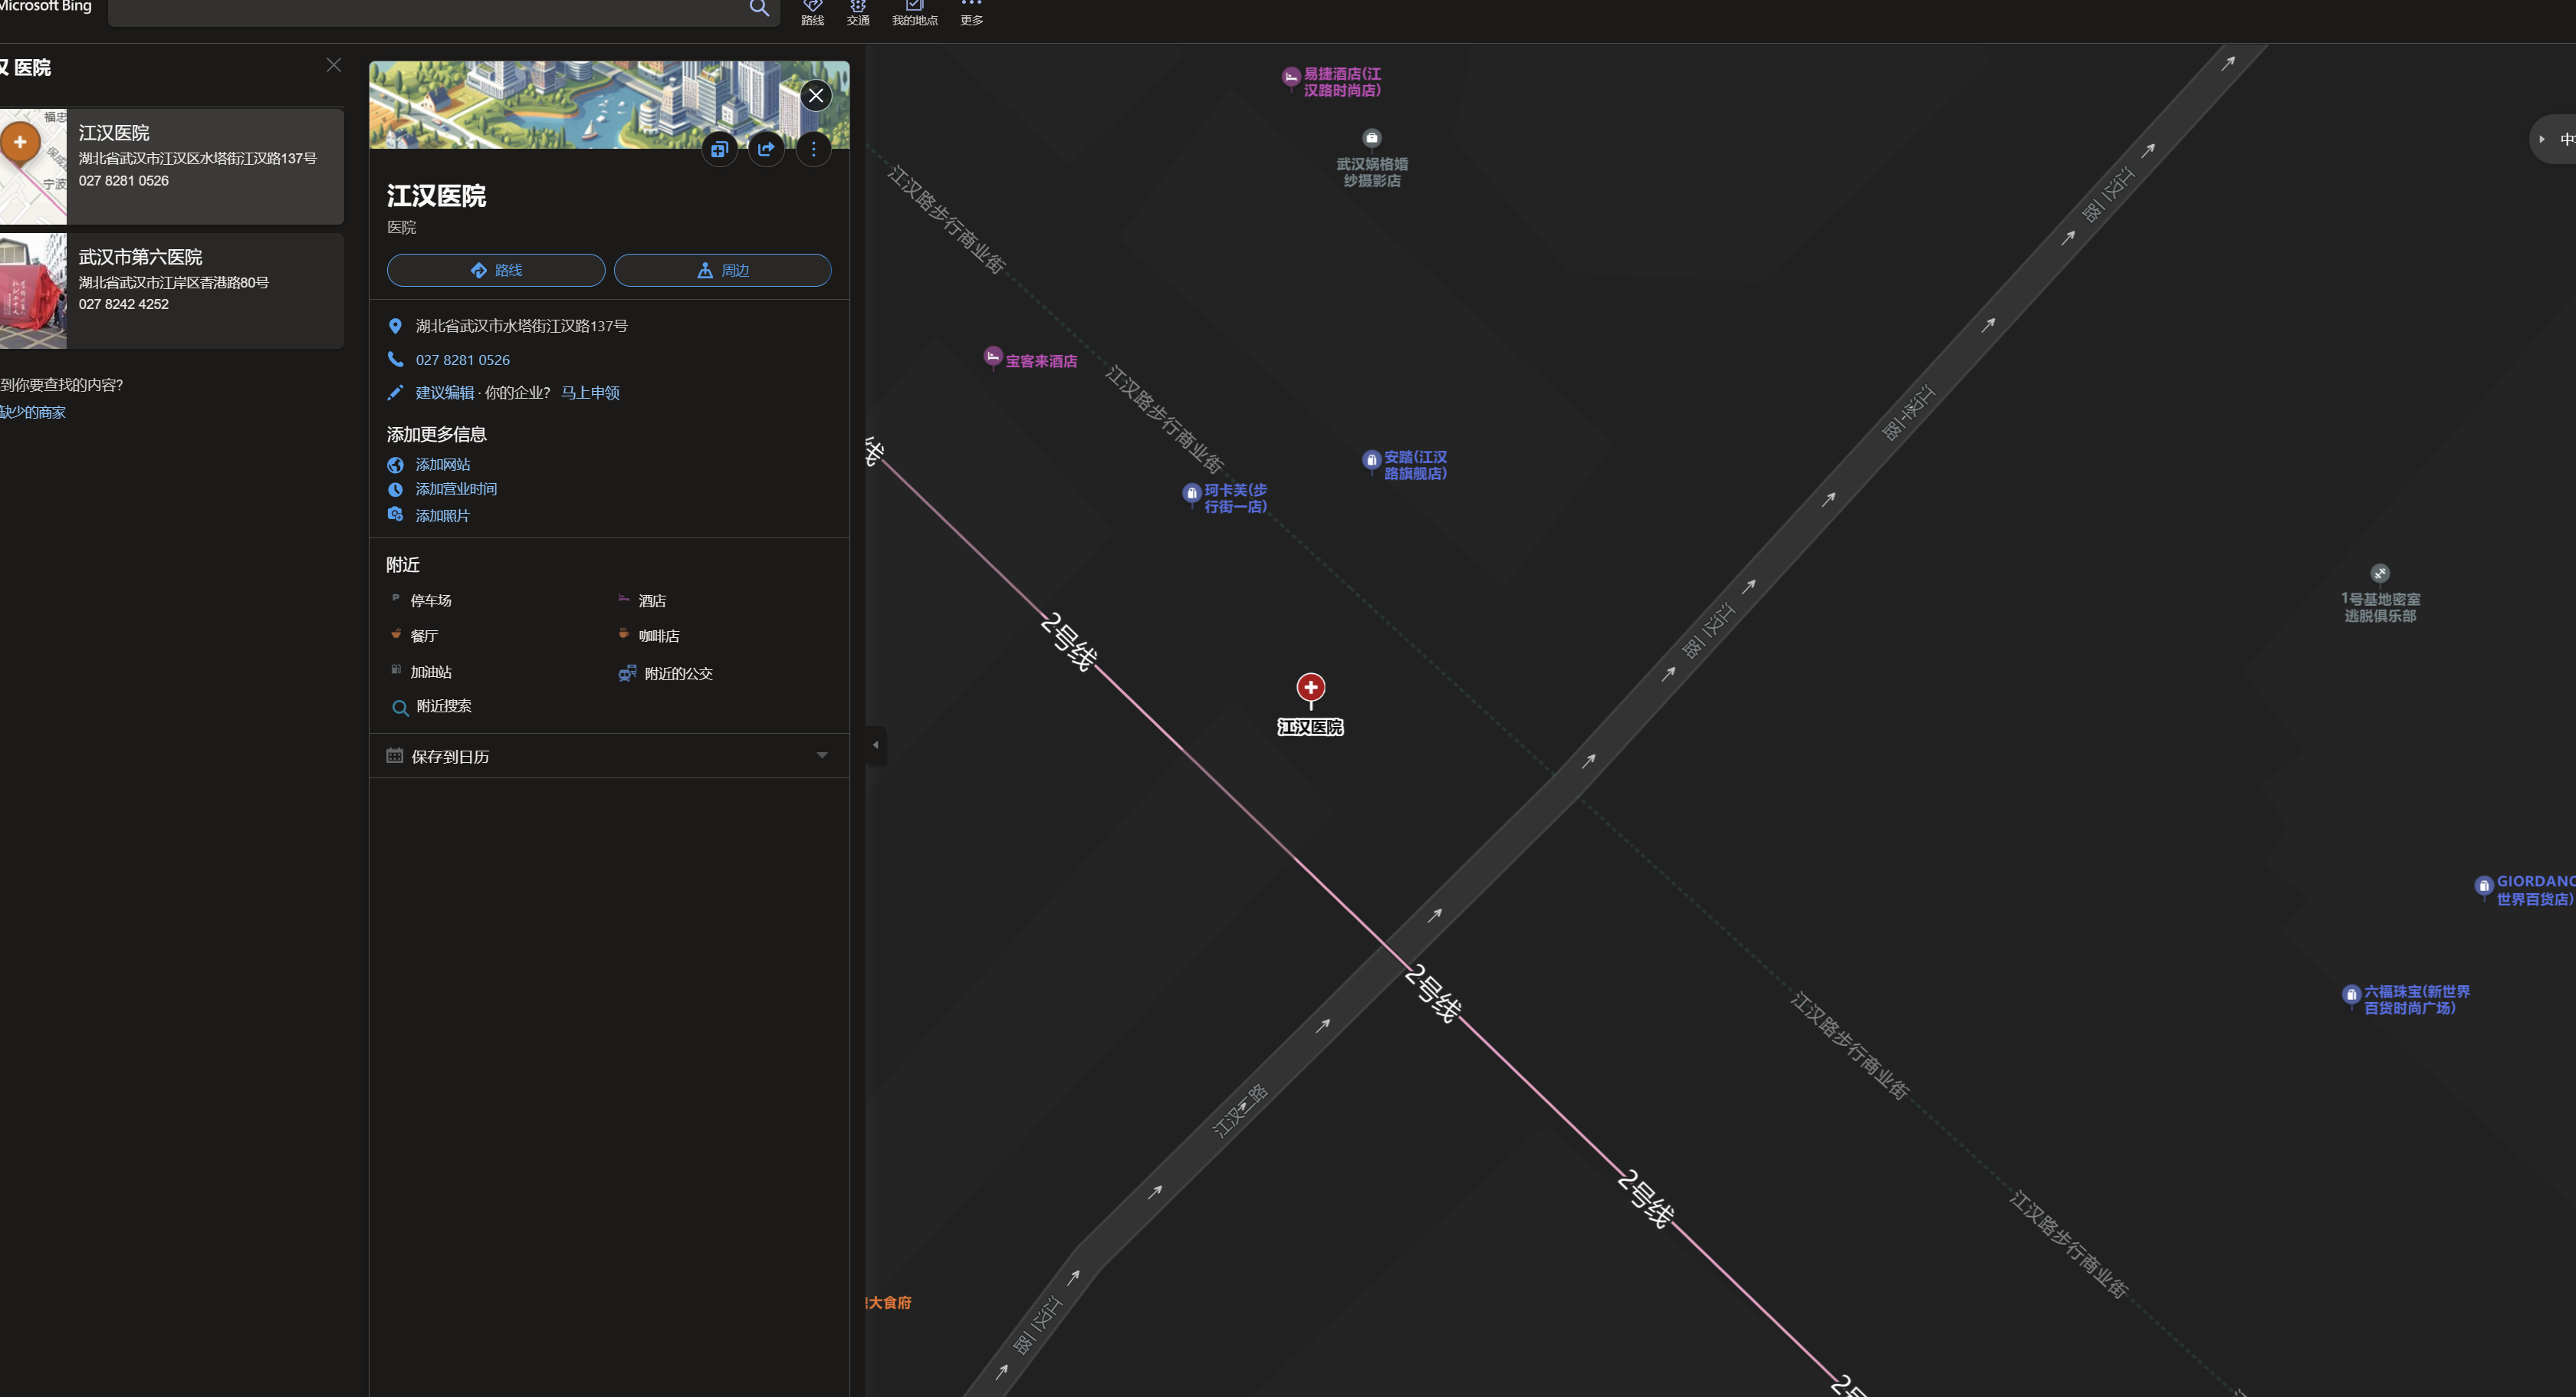 Microsoft Bing
路线
交通
我的地点
更多
汉 医院
江汉医院
湖北省武汉市江汉区水塔街江汉路137号
027 8281 0526
福忠
保成
宁波
武汉市第六医院
湖北省武汉市江岸区香港路80号
027 8242 4252
到你要查找的内容?
缺少的商家
江汉医院
医院
路线
周边
湖北省武汉市水塔街江汉路137号
027 8281 0526
建议编辑 · 你的企业? 马上申领
添加更多信息
添加网站
添加营业时间
添加照片
附近
停车场
酒店
餐厅
咖啡店
加油站
附近的公交
附近搜索
保存到日历
易捷酒店(江
汉路时尚店)
武汉娲格婚
纱摄影店
江汉路步行商业街
宝客来酒店
江汉路步行商业街
线
安踏(江汉
路旗舰店)
珂卡芙(步
行街一店)
江汉二路
江汉二路
江汉二路
2号线
江汉医院
1号基地密室
逃脱俱乐部
GIORDANO
世界百货店)
六福珠宝(新世界
百货时尚广场)
2号线
江汉路步行商业街
江汉二路
2号线
江汉路步行商业街
大食府
江汉二路
2号
中